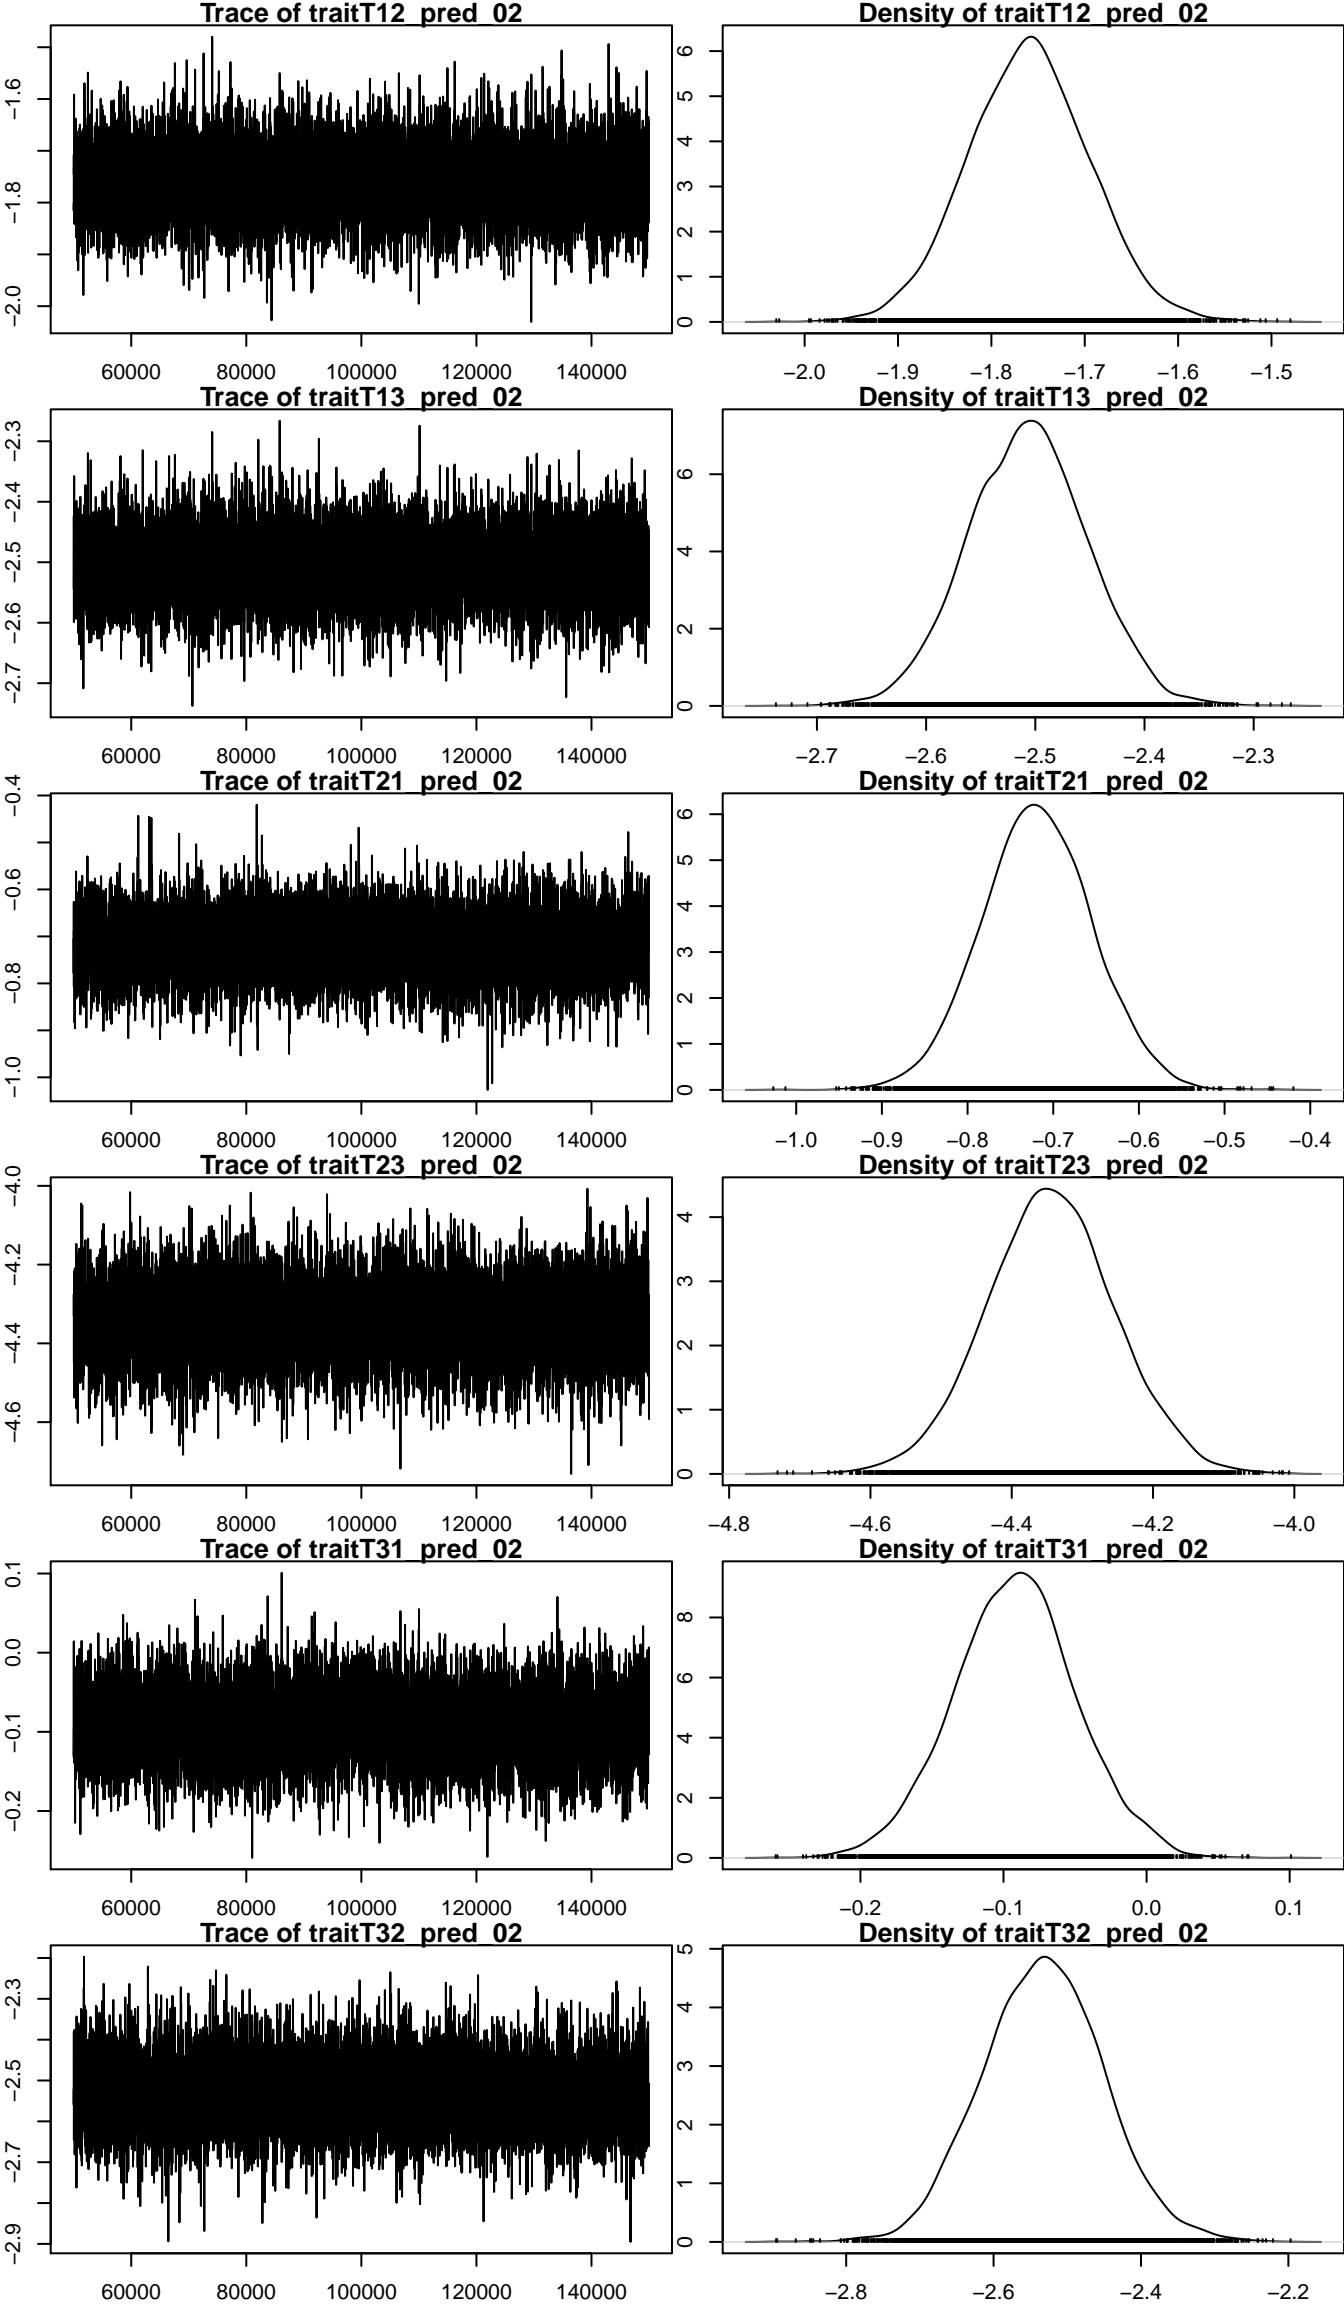 Trace of traitT12_pred_02
−1.6
−1.8
−2.0
60000 80000 100000 120000 140000
Density of traitT12_pred_02
6
5
4
3
2
1
0
−2.0 −1.9 −1.8 −1.7 −1.6 −1.5
Trace of traitT13_pred_02
−2.3
−2.4
−2.5
−2.6
−2.7
60000 80000 100000 120000 140000
Density of traitT13_pred_02
6
4
2
0
−2.7 −2.6 −2.5 −2.4 −2.3
Trace of traitT21_pred_02
−0.4
−0.6
−0.8
−1.0
60000 80000 100000 120000 140000
Density of traitT21_pred_02
6
5
4
3
2
1
0
−1.0 −0.9 −0.8 −0.7 −0.6 −0.5 −0.4
Trace of traitT23_pred_02
−4.0
−4.2
−4.4
−4.6
60000 80000 100000 120000 140000
Density of traitT23_pred_02
4
3
2
1
0
−4.8 −4.6 −4.4 −4.2 −4.0
Trace of traitT31_pred_02
0.1
0.0
−0.1
−0.2
60000 80000 100000 120000 140000
Density of traitT31_pred_02
8
6
4
2
0
−0.2 −0.1 0.0 0.1
Trace of traitT32_pred_02
−2.3
−2.5
−2.7
−2.9
60000 80000 100000 120000 140000
Density of traitT32_pred_02
5
4
3
2
1
0
−2.8 −2.6 −2.4 −2.2